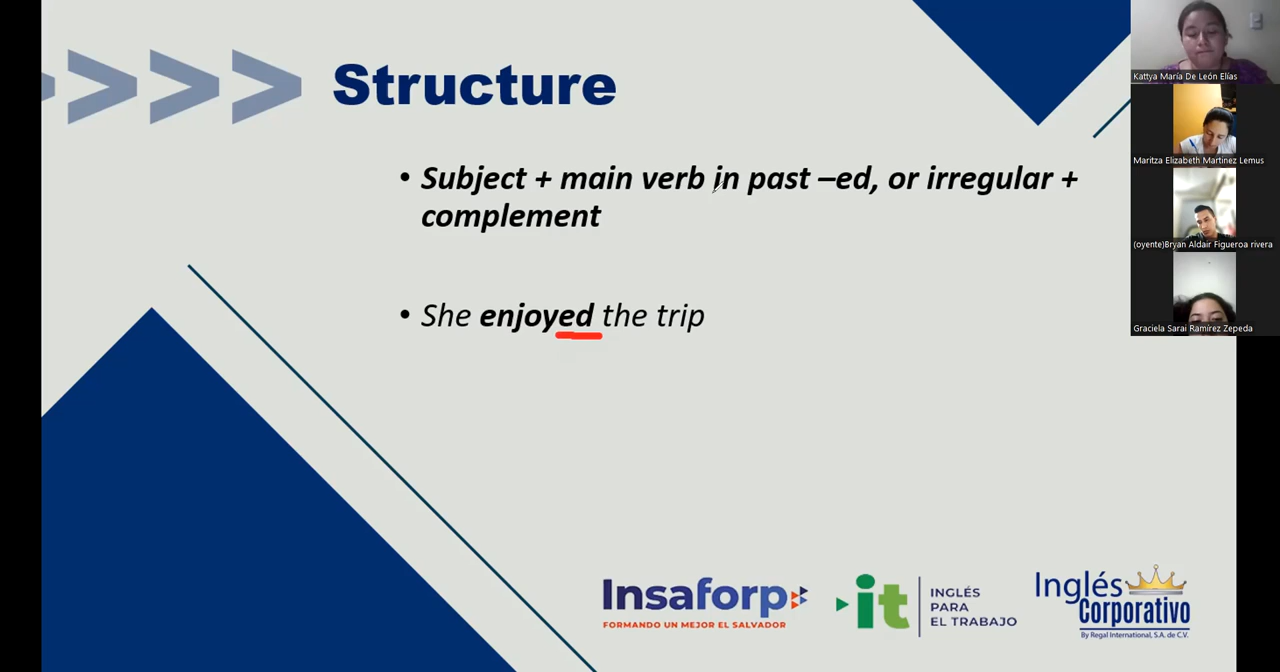 Structure
• Subject + main verb in past –ed, or irregular +
complement
• She enjoyed the trip
Kattya María De León Elías
Maritza Elizabeth Martinez Lemus
(oyente)Bryan Aldair Figueroa rivera
Graciela Sarai Ramírez Zepeda
Insaforp
FORMANDO UN MEJOR EL SALVADOR
it
INGLÉS
PARA
EL TRABAJO
Inglés
Corporativo
By Regal International, S.A. de C.V.